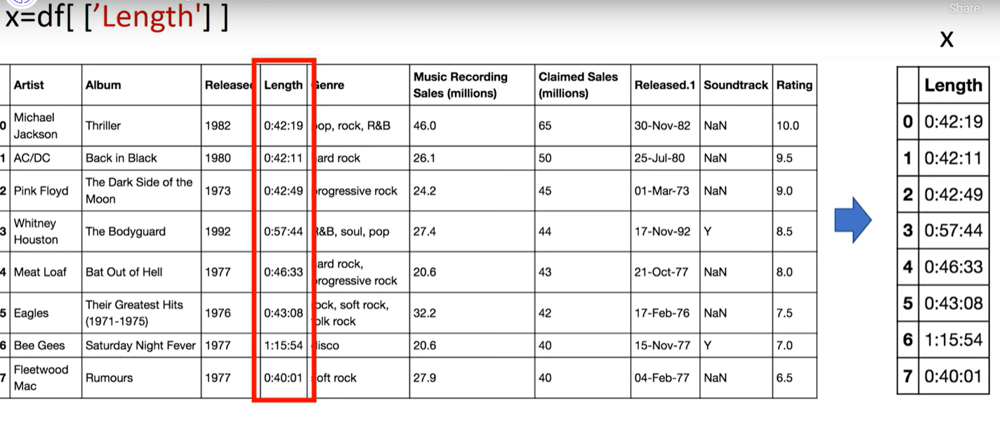 Share
x=df[ ['Length'] ]
x
Artist Album Released Length Genre Music Recording Sales (millions) Claimed Sales (millions) Released.1 Soundtrack Rating
0 Michael Jackson Thriller 1982 0:42:19 pop, rock, R&B 46.0 65 30-Nov-82 NaN 10.0
1 AC/DC Back in Black 1980 0:42:11 hard rock 26.1 50 25-Jul-80 NaN 9.5
2 Pink Floyd The Dark Side of the Moon 1973 0:42:49 progressive rock 24.2 45 01-Mar-73 NaN 9.0
3 Whitney Houston The Bodyguard 1992 0:57:44 R&B, soul, pop 27.4 44 17-Nov-92 Y 8.5
4 Meat Loaf Bat Out of Hell 1977 0:46:33 hard rock, progressive rock 20.6 43 21-Oct-77 NaN 8.0
5 Eagles Their Greatest Hits (1971-1975) 1976 0:43:08 rock, soft rock, folk rock 32.2 42 17-Feb-76 NaN 7.5
6 Bee Gees Saturday Night Fever 1977 1:15:54 disco 20.6 40 15-Nov-77 Y 7.0
7 Fleetwood Mac Rumours 1977 0:40:01 soft rock 27.9 40 04-Feb-77 NaN 6.5
Length
0 0:42:19
1 0:42:11
2 0:42:49
3 0:57:44
4 0:46:33
5 0:43:08
6 1:15:54
7 0:40:01